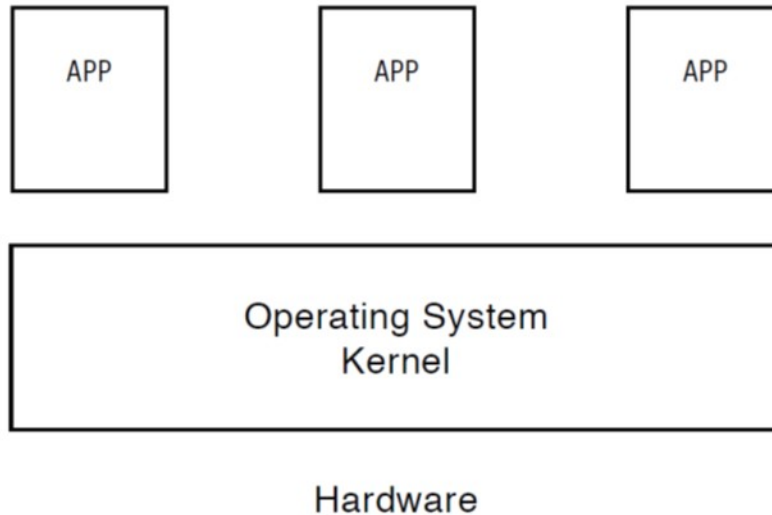 APP
APP
APP
Operating System
Kernel
Hardware